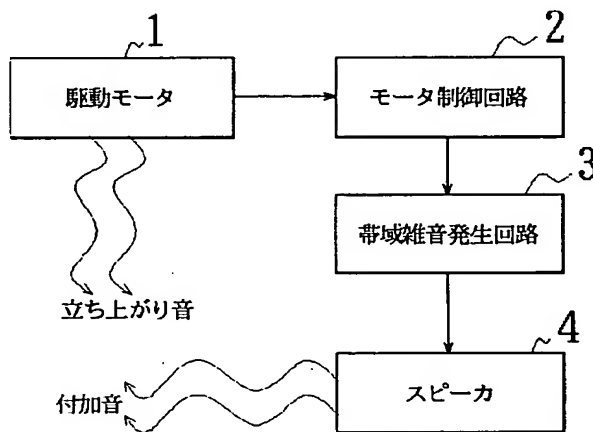 1
駆動モータ
2
モータ制御回路
3
帯域雑音発生回路
立ち上がり音
4
スピーカ
付加音